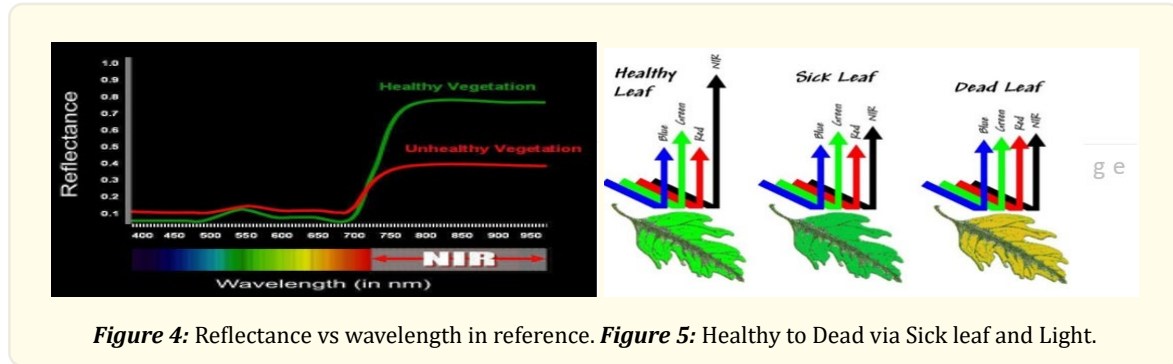 1.0
0.9
0.8
0.7
0.6
0.5
0.4
0.3
0.2
0.1
Reflectance
Healthy Vegetation
Unhealthy Vegetation
400 450 500 550 600 650 700 750 800 850 900 950
NIR
Wavelength (in nm)
Healthy
Leaf
Blue
Green
Red
NIR
Sick Leaf
Blue
Green
Red
NIR
Dead Leaf
Blue
Green
Red
NIR
g e
Figure 4: Reflectance vs wavelength in reference. Figure 5: Healthy to Dead via Sick leaf and Light.